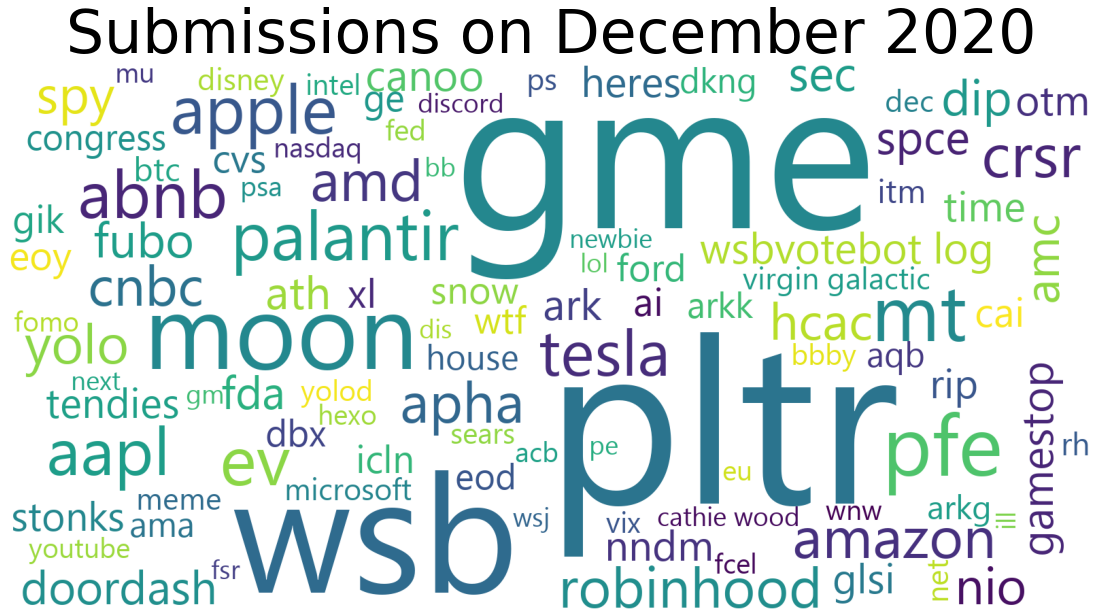 Submissions on December 2020
mu
disney
intel
canoo
ps
heres
dkng
sec
spy
apple
ge
discord
gme
dec
dip
otm
congress
fed
spce
crsr
btc
cvs
nasdaq
bb
abnb
psa
amd
itm
time
gik
fubo
palantir
newbie
wsbvotebot log
amc
eoy
lol
ford
virgin galactic
cnbc
ath
xl
snow
ark
ai
arkk
hcac
mt
cai
fomo
yolo
moon
dis
wtf
house
tesla
bbby
aqb
next
tendies
gm
fda
yolod
hexo
apha
pltr
rip
gamestop
aapl
ev
dbx
icln
sears
acb
pe
pfe
rh
microsoft
eod
eu
stonks
meme
ama
wsb
wsj
vix
cathie wood
wnw
arkg
ill
youtube
nndm
amazon
doordash
fsr
fcel
robinhood
glsi
net
nio